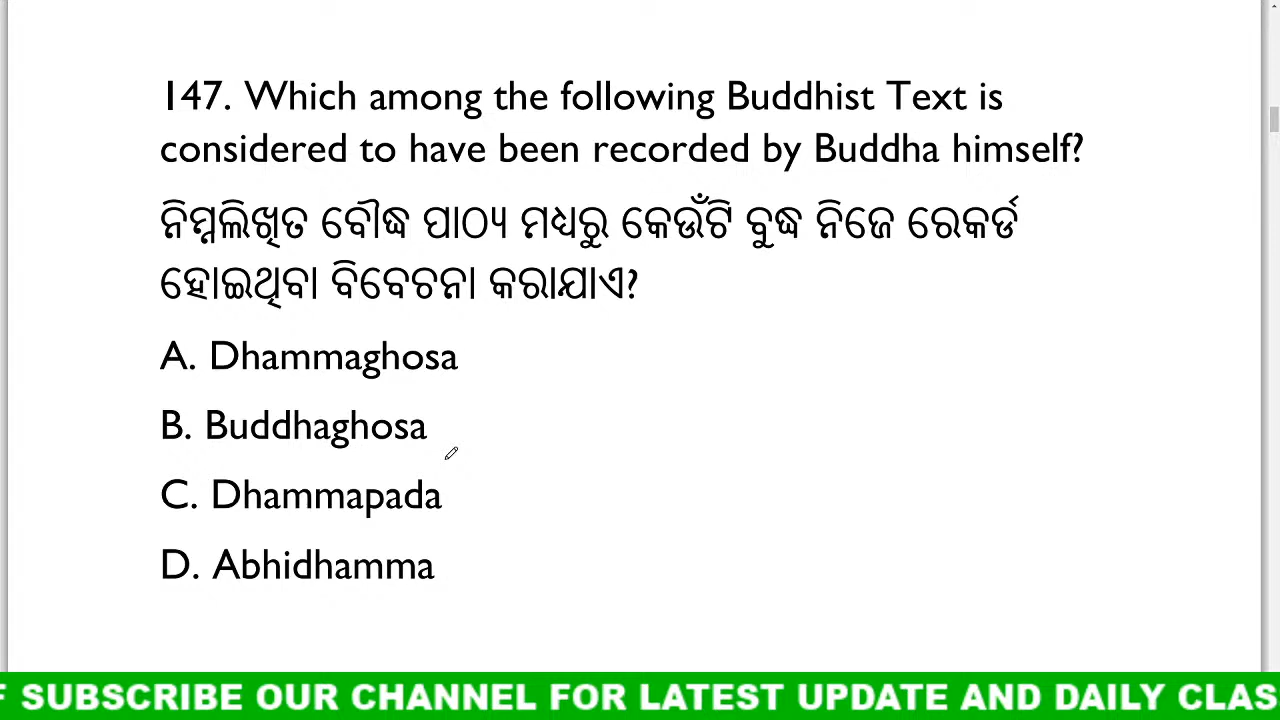 147. Which among the following Buddhist Text is
considered to have been recorded by Buddha himself?
ନିମ୍ନଲିଖିତ ବୌଦ୍ଧ ପାଠ୍ୟ ମଧ୍ଯରୁ କେଉଁଟି ବୁଦ୍ଧ ନିଜେ ରେକର୍ଡ
ହୋଇଥିବା ବିବେଚନା କରାଯାଏ?
A. Dhammaghosa
B. Buddhaghosa
C. Dhammapada
D. Abhidhamma
F SUBSCRIBE OUR CHANNEL FOR LATEST UPDATE AND DAILY CLAS